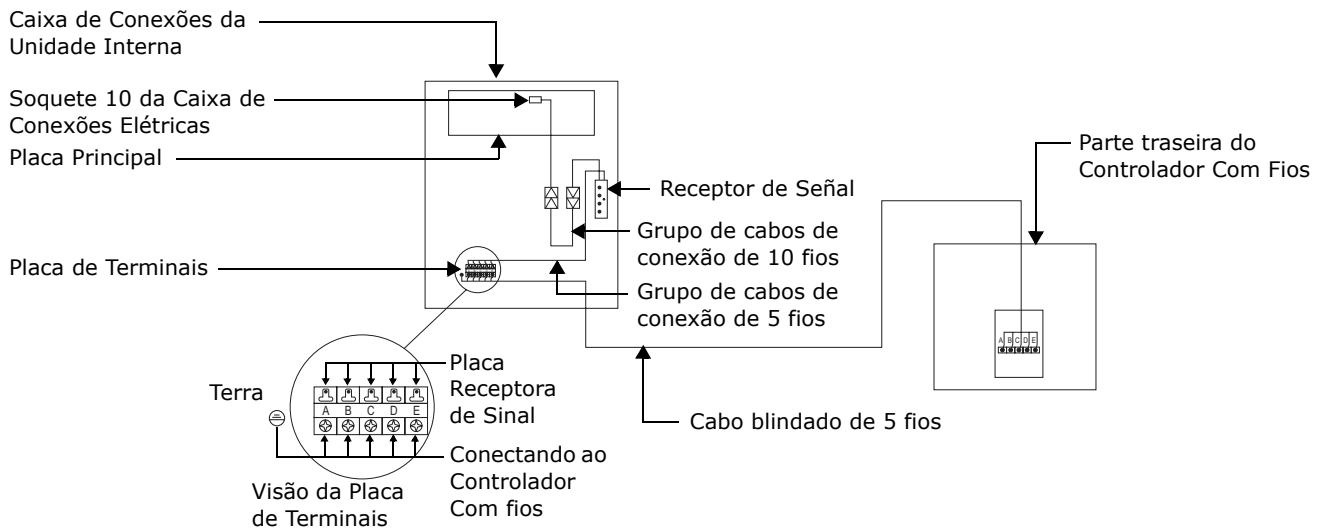 Caixa de Conexões da
Unidade Interna
Soquete 10 da Caixa de
Conexões Elétricas
Placa Principal
Placa de Terminais
Receptor de Señal
Grupo de cabos de
conexão de 10 fios
Grupo de cabos de
conexão de 5 fios
Parte traseira do
Controlador Com Fios
A B C D E
Cabo blindado de 5 fios
Placa
Receptora
de Sinal
Terra
A B C D E
Conectando ao
Controlador
Com fios
Visão da Placa
de Terminais